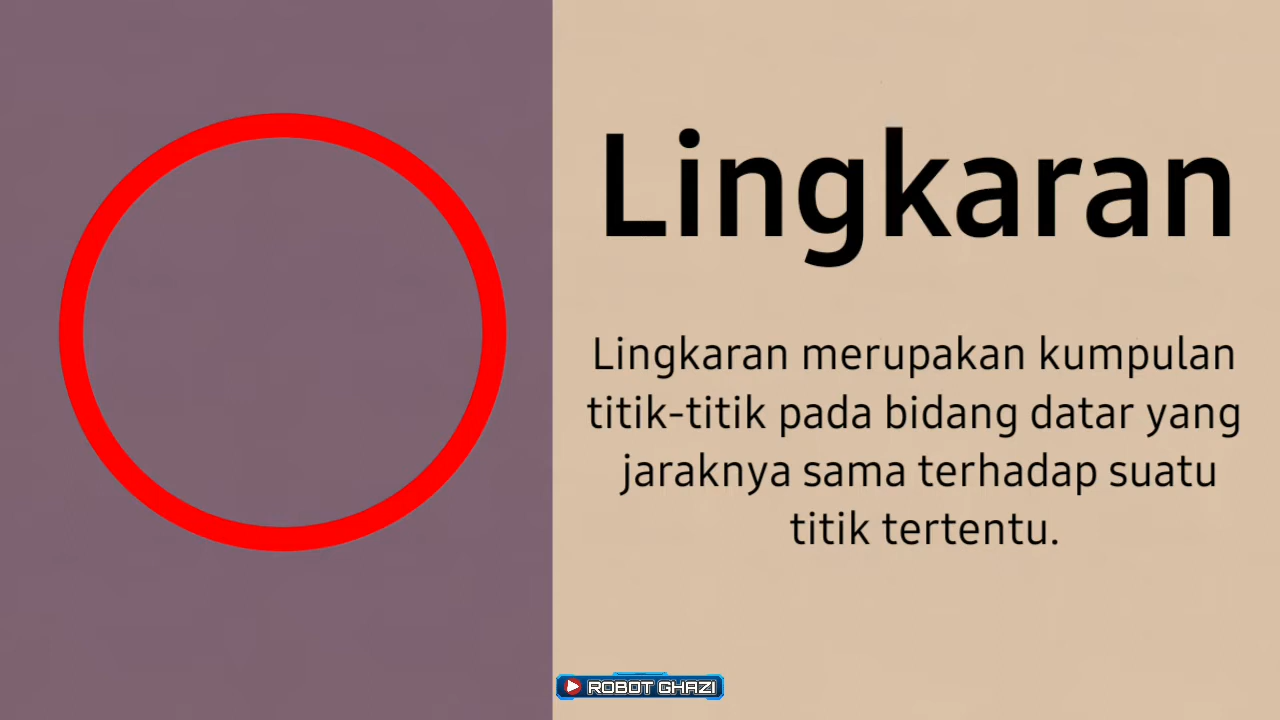 Lingkaran
Lingkaran merupakan kumpulan
titik-titik pada bidang datar yang
jaraknya sama terhadap suatu
titik tertentu.
ROBOT GHAZI